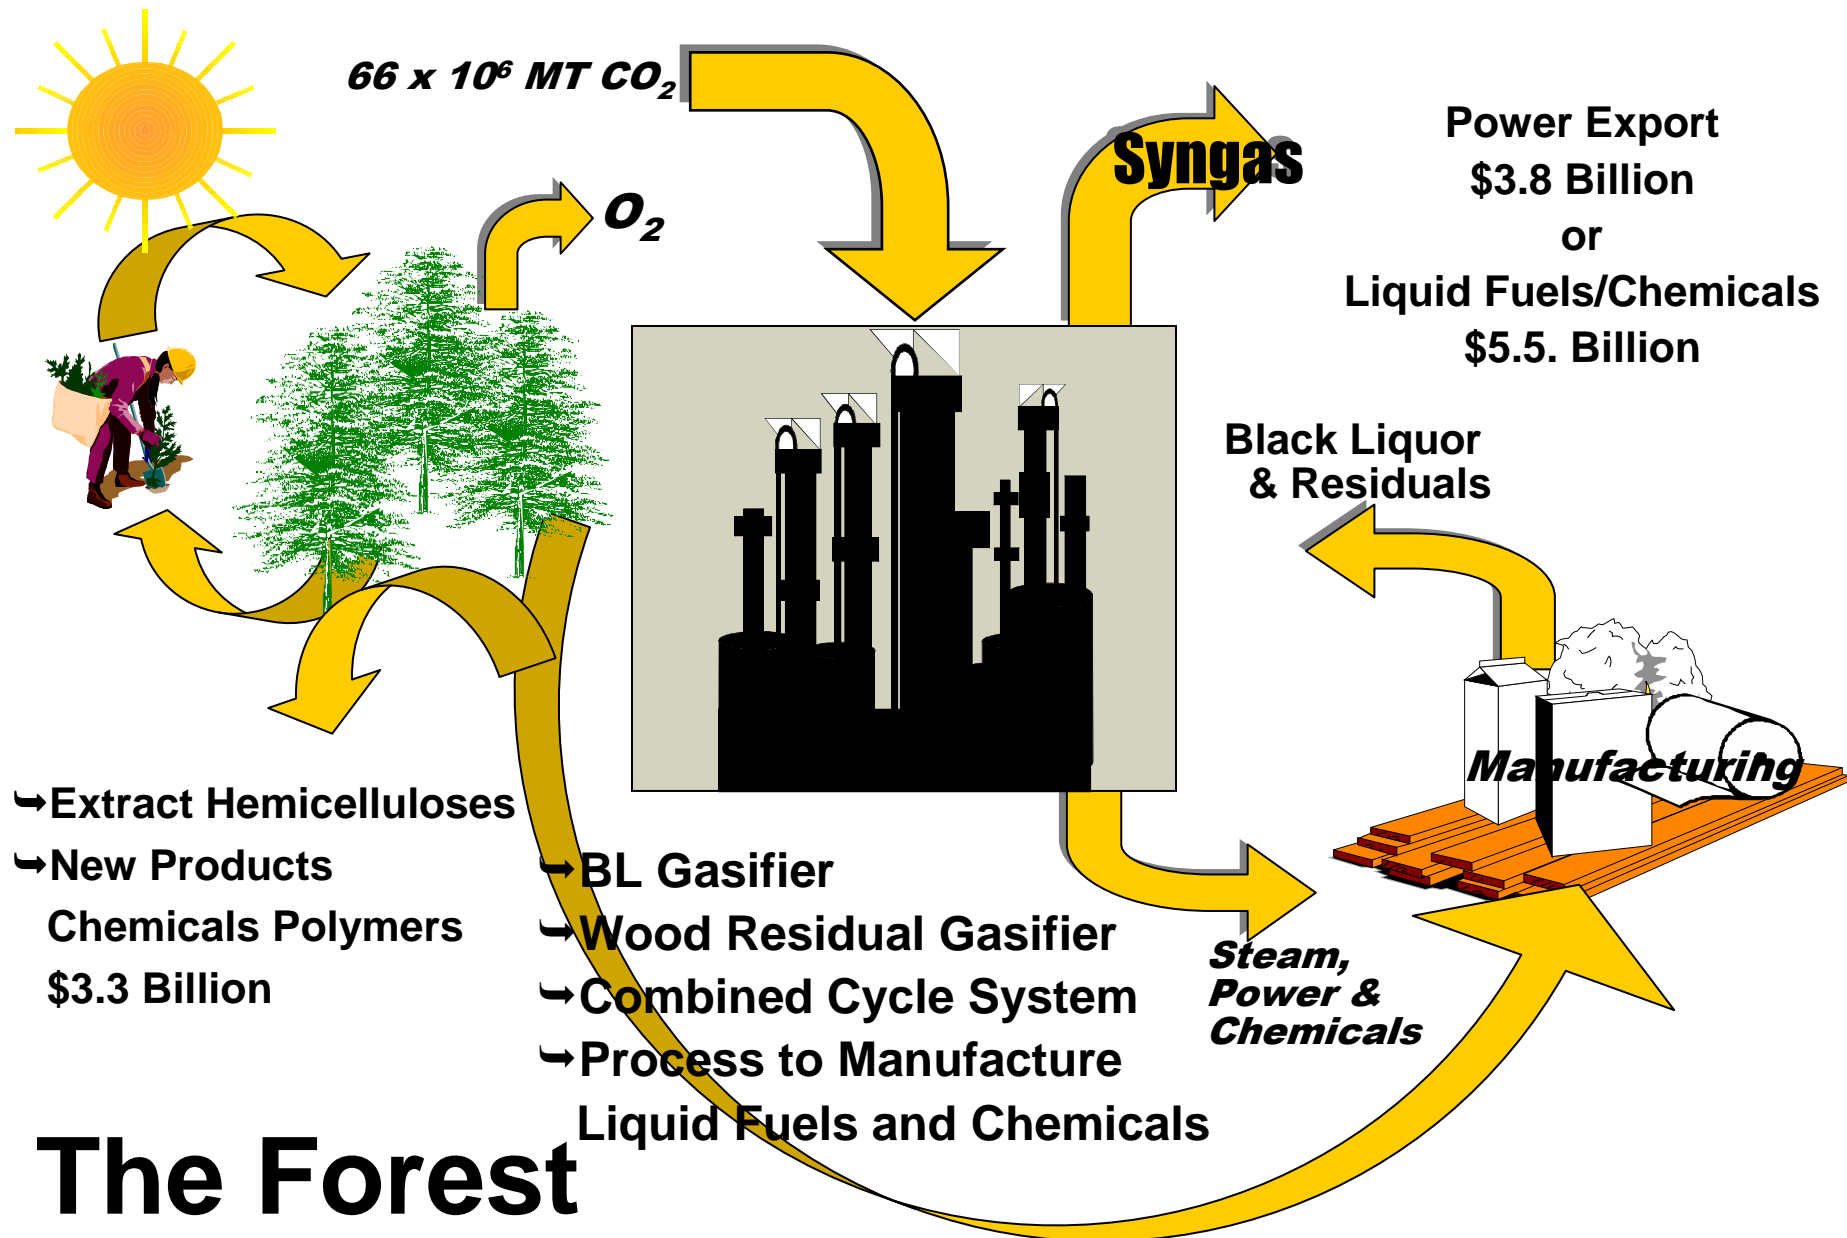 66 x 10⁶ MT CO₂
O₂
Syngas
Power Export
$3.8 Billion
or
Liquid Fuels/Chemicals
$5.5. Billion
Black Liquor
& Residuals
Manufacturing
Steam,
Power &
Chemicals
➥Extract Hemicelluloses
➥New Products
Chemicals Polymers
$3.3 Billion
➥BL Gasifier
➥Wood Residual Gasifier
➥Combined Cycle System
➥Process to Manufacture
Liquid Fuels and Chemicals
The Forest